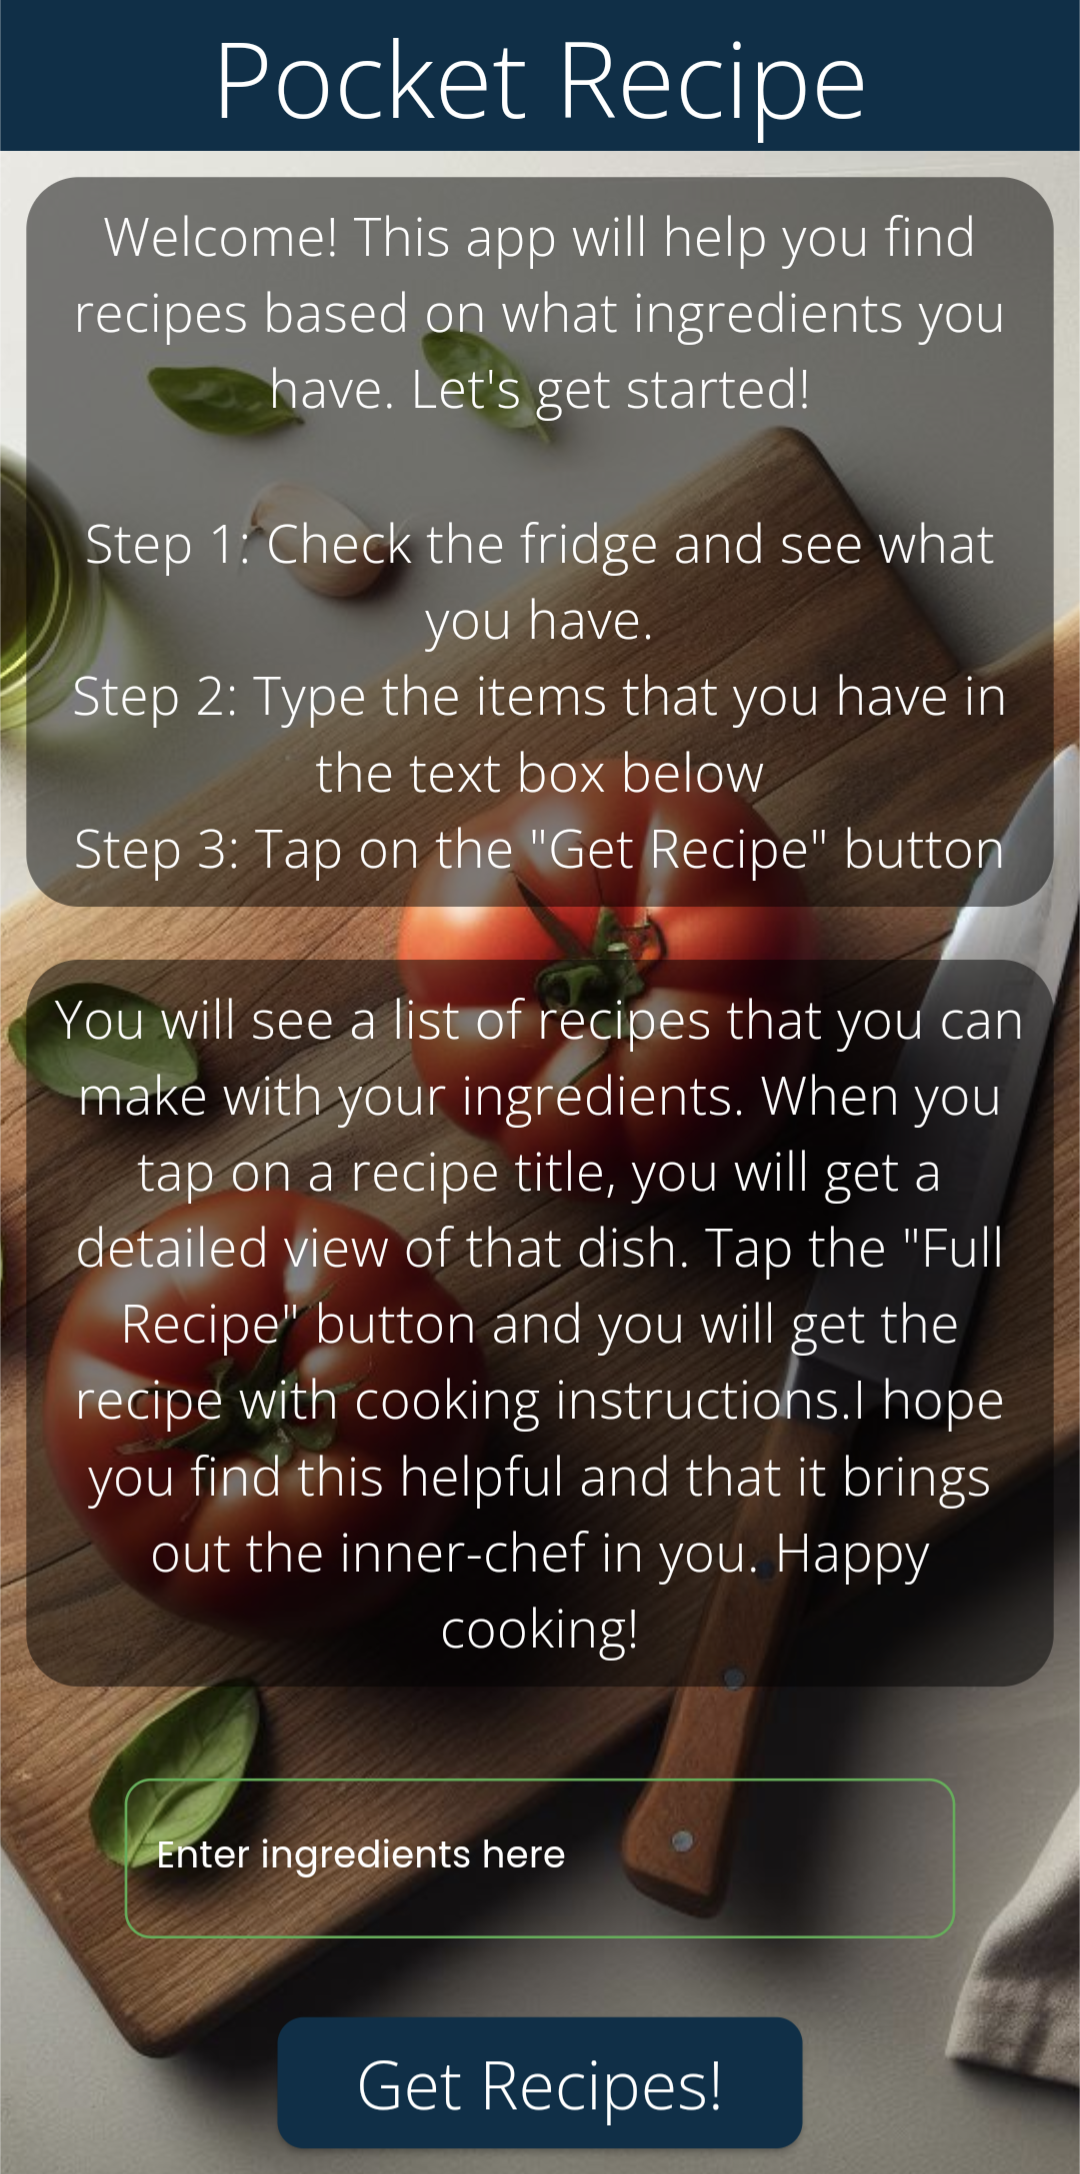 Pocket Recipe
Welcome! This app will help you find
recipes based on what ingredients you
have. Let's get started!
Step 1: Check the fridge and see what
you have.
Step 2: Type the items that you have in
the text box below
Step 3: Tap on the "Get Recipe" button
You will see a list of recipes that you can
make with your ingredients. When you
tap on a recipe title, you will get a
detailed view of that dish. Tap the "Full
Recipe" button and you will get the
recipe with cooking instructions.I hope
you find this helpful and that it brings
out the inner-chef in you. Happy
cooking!
Enter ingredients here
Get Recipes!